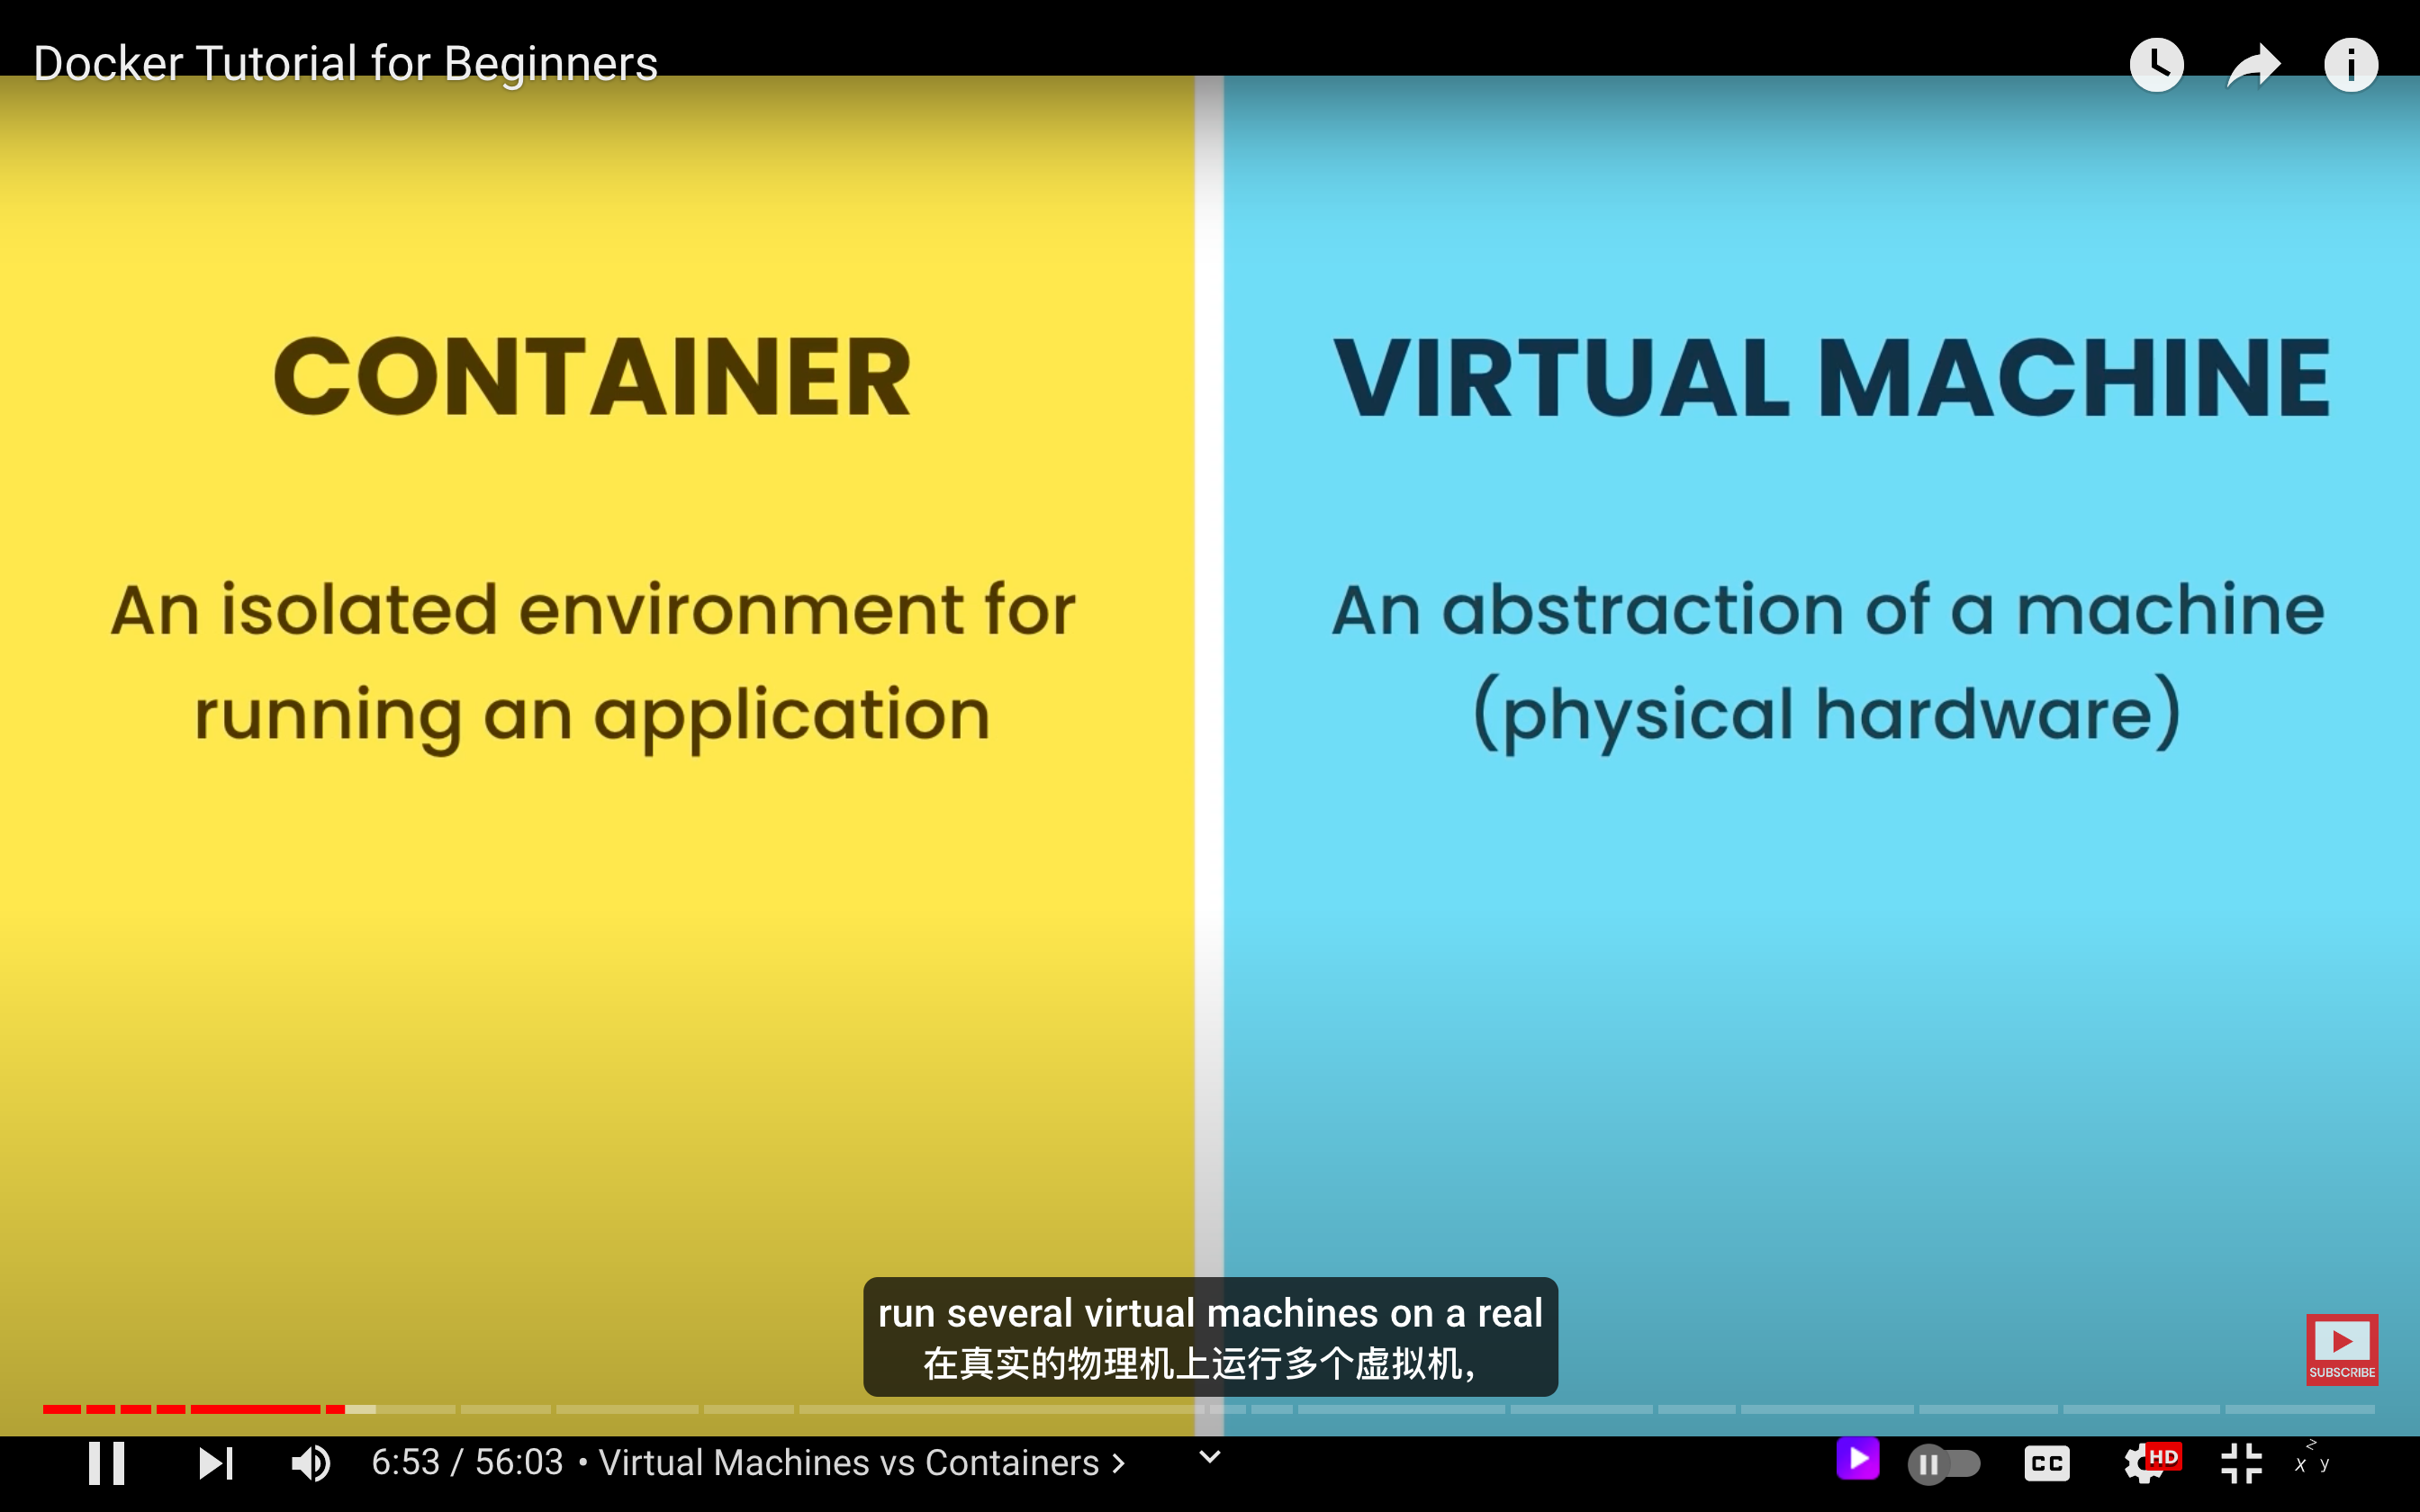 Docker Tutorial for Beginners
CONTAINER
An isolated environment for
running an application
VIRTUAL MACHINE
An abstraction of a machine
(physical hardware)
run several virtual machines on a real
在真实的物理机上运行多个虚拟机，
SUBSCRIBE
6:53 / 56:03 • Virtual Machines vs Containers
CC
HD
z
x y